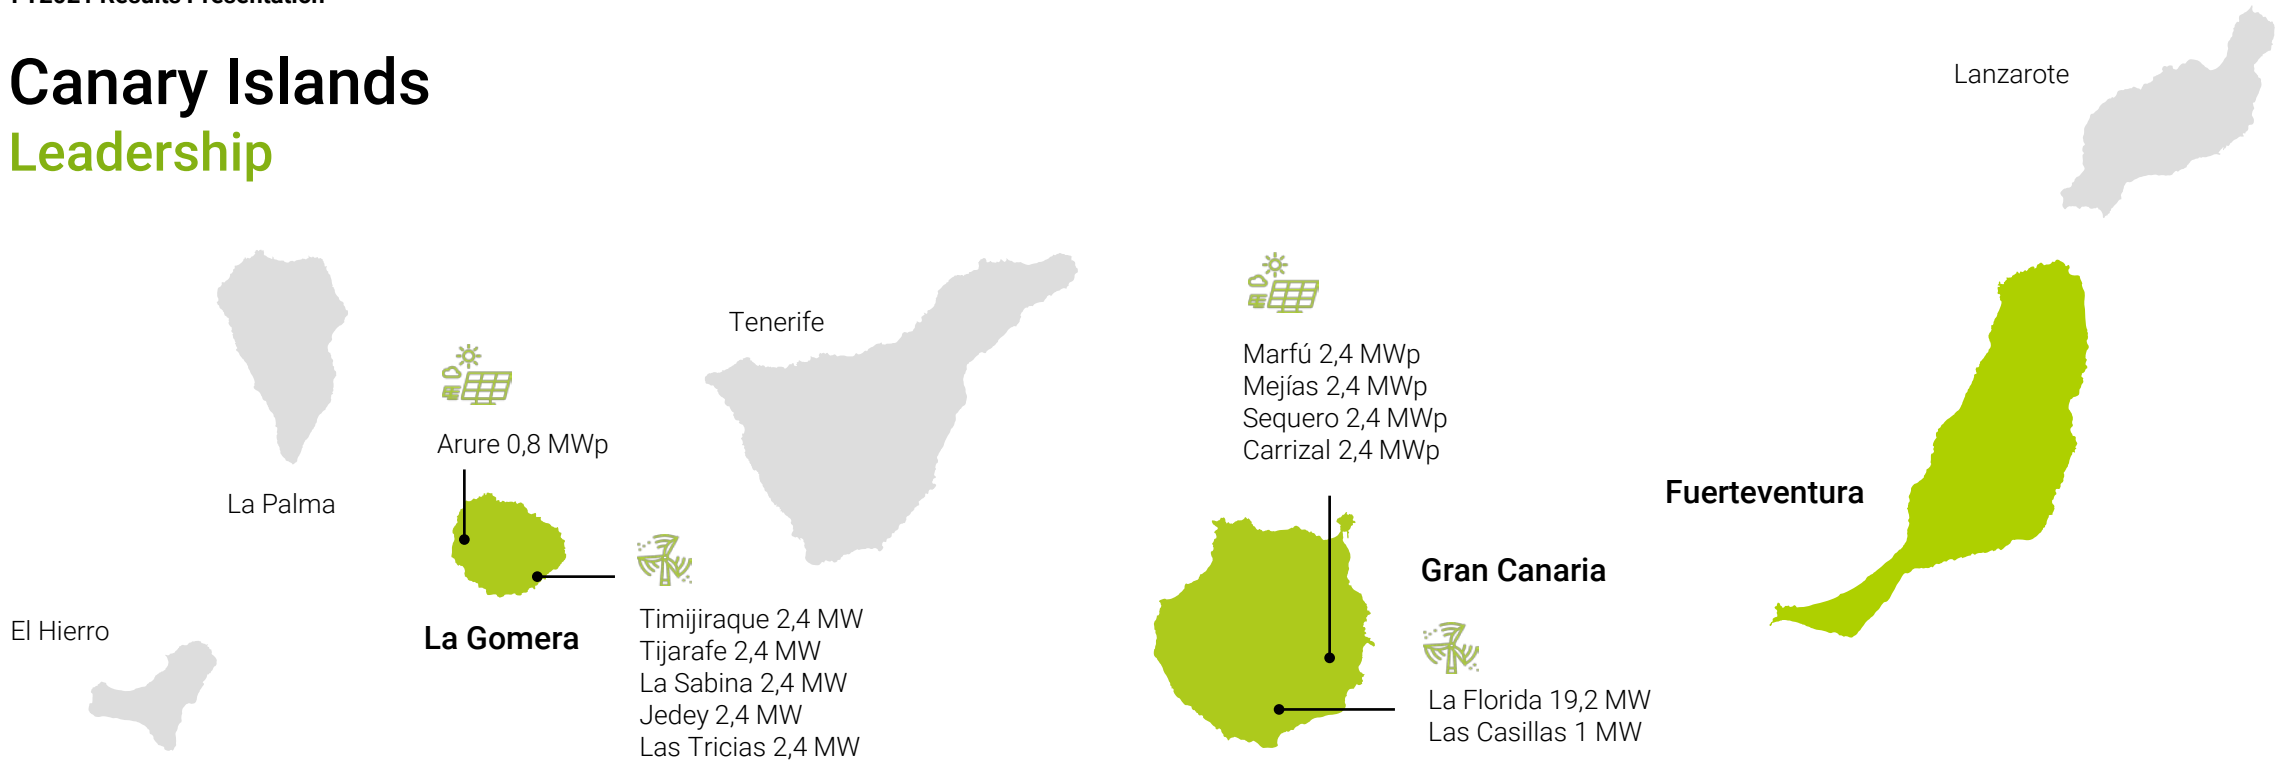 FY2021 Results Presentation
Canary Islands
Leadership
Lanzarote
Tenerife
Marfú 2,4 MWp
Mejías 2,4 MWp
Sequero 2,4 MWp
Carrizal 2,4 MWp
Arure 0,8 MWp
La Palma
Fuerteventura
Gran Canaria
El Hierro
La Gomera
Timijiraque 2,4 MW
Tijarafe 2,4 MW
La Sabina 2,4 MW
Jedey 2,4 MW
Las Tricias 2,4 MW
La Florida 19,2 MW
Las Casillas 1 MW